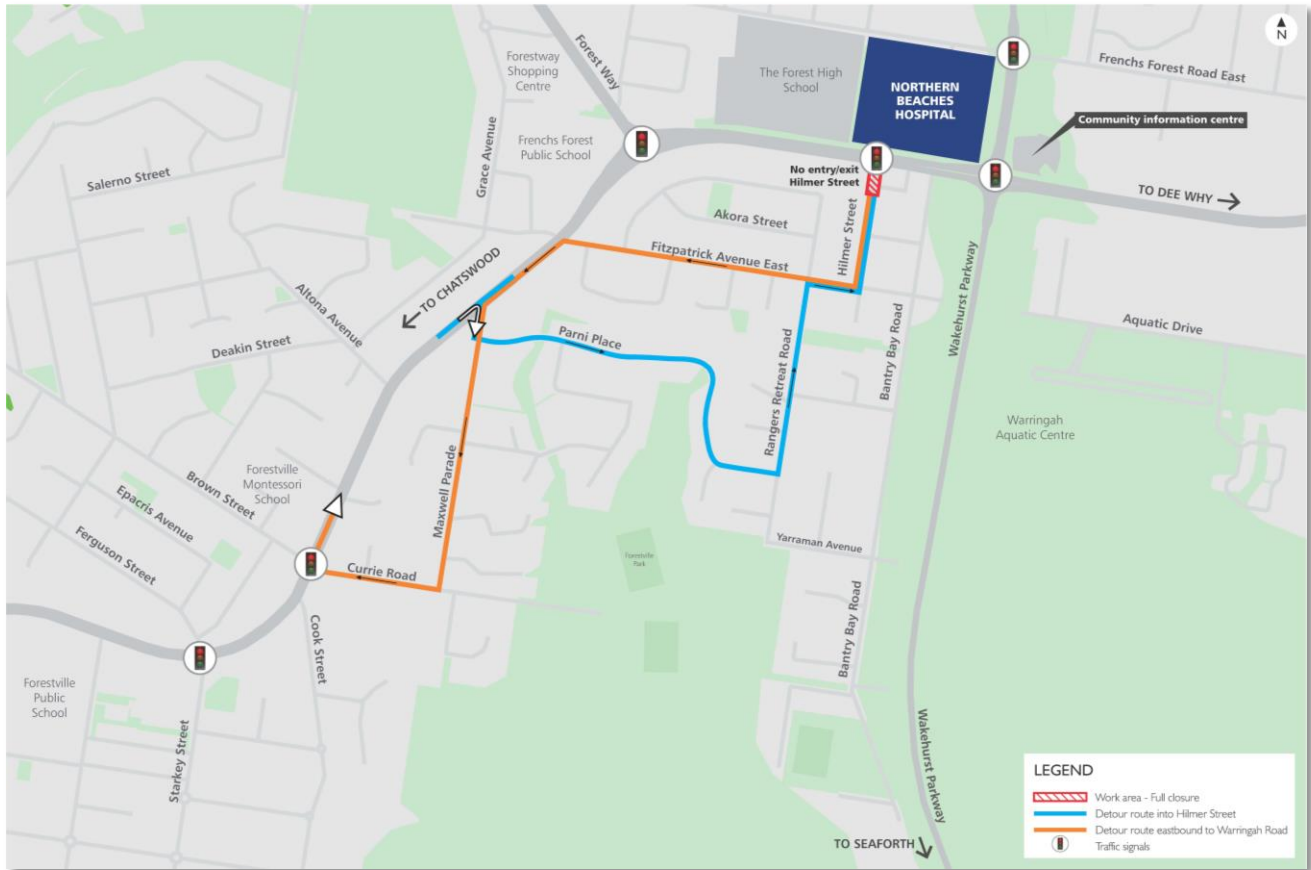 N
Forest Way
Forestway
Shopping
Centre
The Forest High
School
NORTHERN
BEACHES
HOSPITAL
Frenchs Forest Road East
Community information centre
Frenchs Forest
Public School
Grace Avenue
Salerno Street
No entry/exit
Hilmer Street
TO DEE WHY
Akora Street
Hilmer Street
Fitzpatrick Avenue East
TO CHATSWOOD
Altona Avenue
Wakehurst Parkway
Aquatic Drive
Deakin Street
Parni Place
Rangers Retreat Road
Bantry Bay Road
Warringah
Aquatic Centre
Forestville
Montessori
School
Maxwell Parade
Brown Street
Epacris Avenue
Ferguson Street
Yarraman Avenue
Forestville
Park
Currie Road
Cook Street
Bantry Bay Road
Forestville
Public
School
Starkey Street
Wakehurst Parkway
TO SEAFORTH
LEGEND
Work area - Full closure
Detour route into Hilmer Street
Detour route eastbound to Warringah Road
Traffic signals